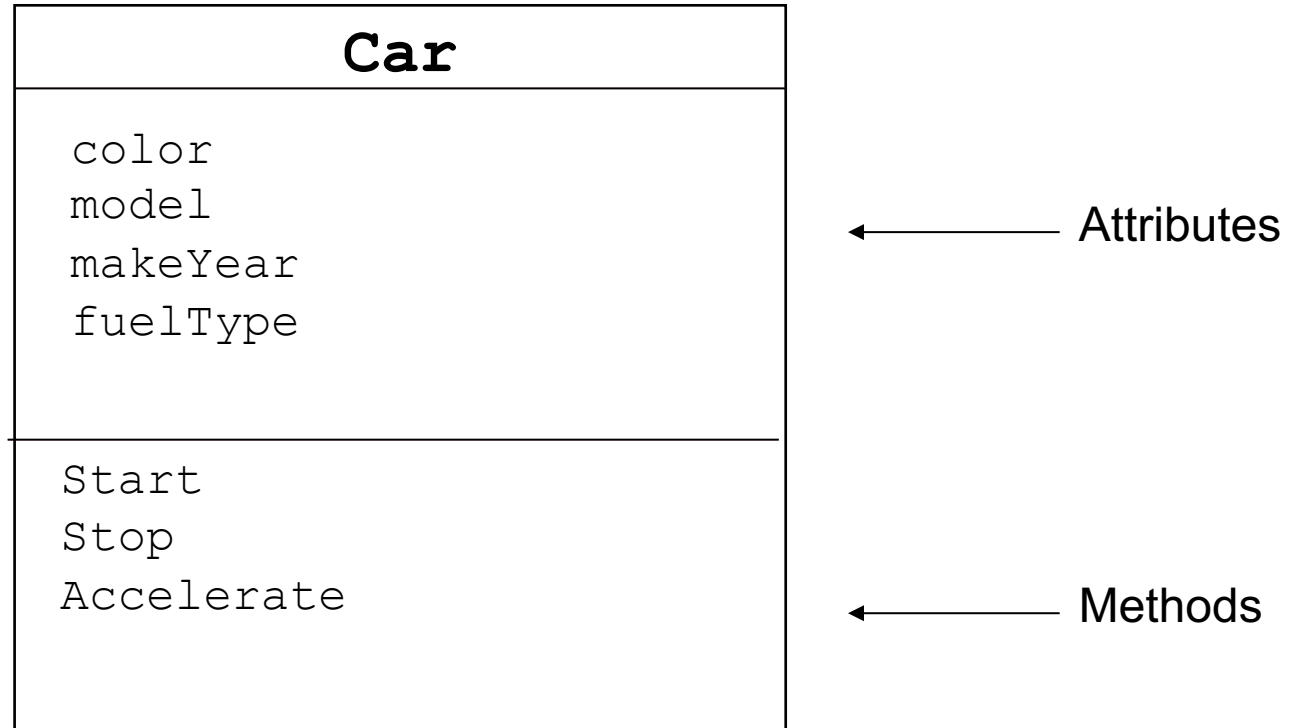 Car
color
model
makeYear
fuelType
Attributes
Start
Stop
Accelerate
Methods